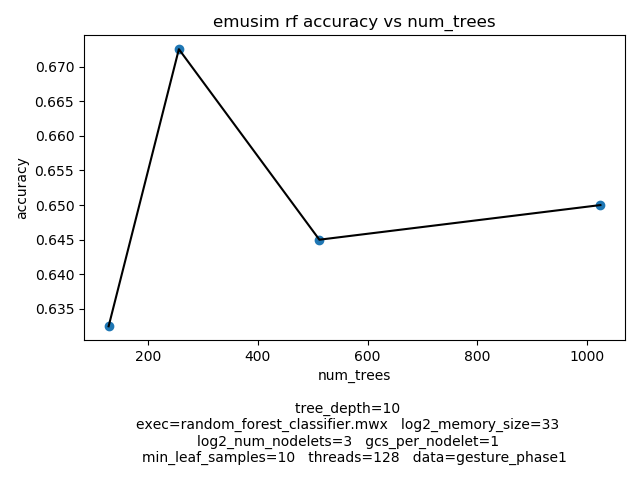 emusim rf accuracy vs num_trees
accuracy
0.670
0.665
0.660
0.655
0.650
0.645
0.640
0.635
200 400 600 800 1000
num_trees
tree_depth=10
exec=random_forest_classifier.mwx log2_memory_size=33
log2_num_nodelets=3 gcs_per_nodelet=1
min_leaf_samples=10 threads=128 data=gesture_phase1